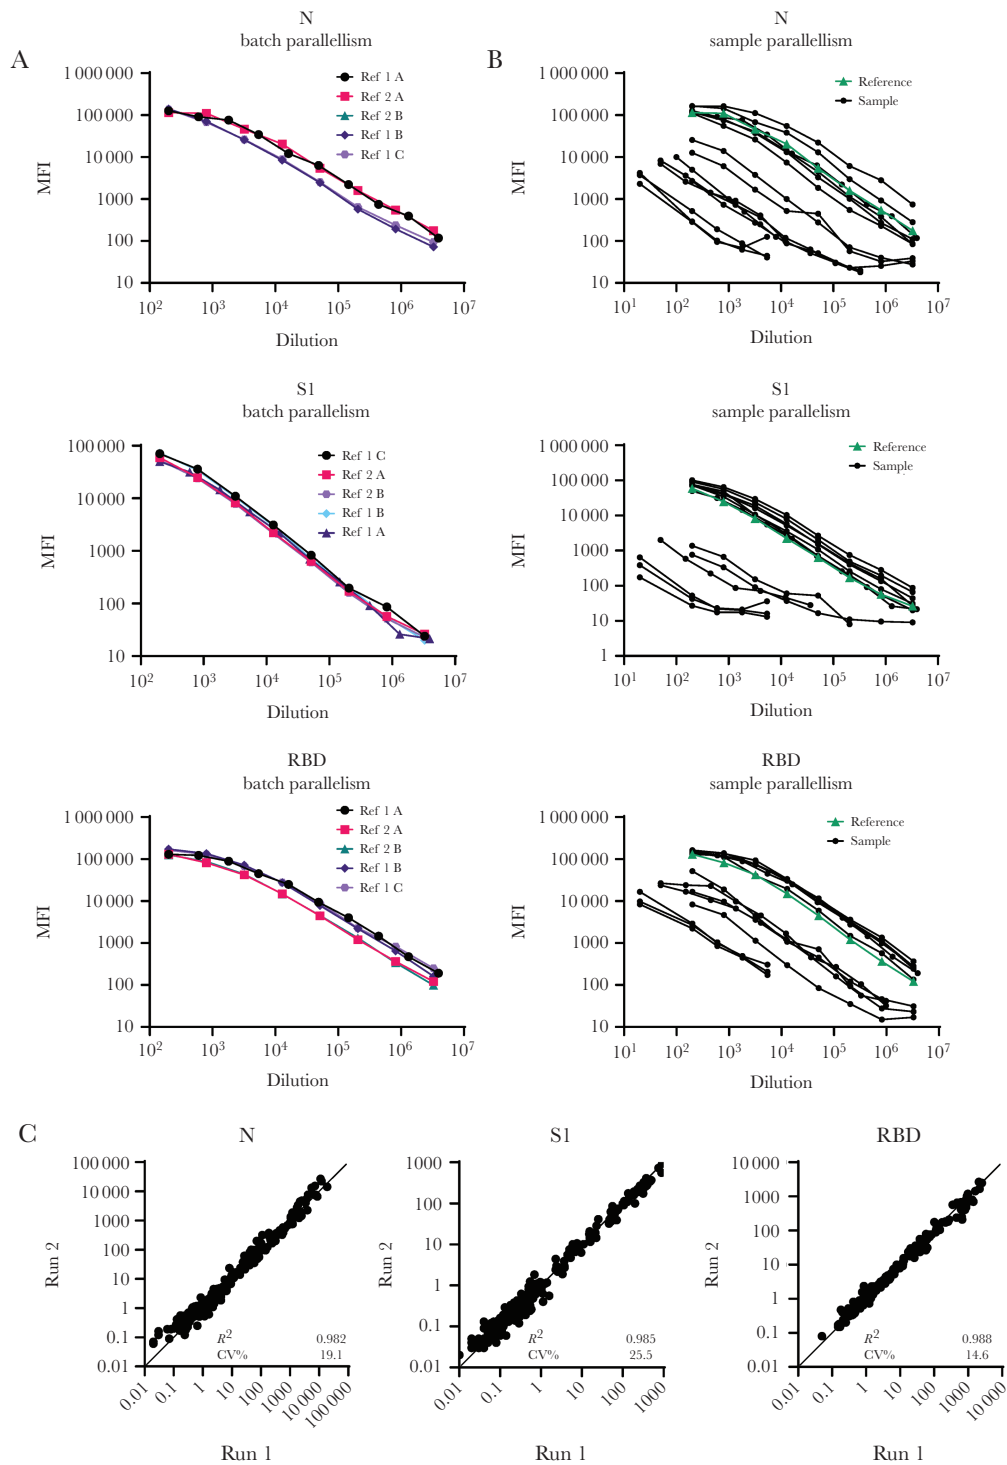 A
N
batch parallellism
1 000 000
100 000
10 000
1000
100
10
MFI
Ref 1 A
Ref 2 A
Ref 2 B
Ref 1 B
Ref 1 C
10² 10³ 10⁴ 10⁵ 10⁶ 10⁷
Dilution
B
N
sample parallellism
1 000 000
100 000
10 000
1000
100
10
MFI
Reference
Sample
10¹ 10² 10³ 10⁴ 10⁵ 10⁶ 10⁷
Dilution
S1
batch parallelism
100 000
10 000
1000
100
10
MFI
Ref 1 C
Ref 2 A
Ref 2 B
Ref 1 B
Ref 1 A
10² 10³ 10⁴ 10⁵ 10⁶ 10⁷
Dilution
S1
sample parallelism
1 000 000
100 000
10 000
1000
100
10
1
MFI
Reference
Sample
10¹ 10² 10³ 10⁴ 10⁵ 10⁶ 10⁷
Dilution
RBD
batch parallelism
1 000 000
100 000
10 000
1000
100
10
MFI
Ref 1 A
Ref 2 A
Ref 2 B
Ref 1 B
Ref 1 C
10² 10³ 10⁴ 10⁵ 10⁶ 10⁷
Dilution
RBD
sample parallellism
1 000 000
100 000
10 000
1000
100
10
MFI
Reference
Sample
10¹ 10² 10³ 10⁴ 10⁵ 10⁶ 10⁷
Dilution
C
N
100 000
10 000
1000
100
10
1
0.1
0.01
Run 2
R² 0.982
CV% 19.1
0.01 0.1 1 10 100 1000 10 000 100 000
Run 1
S1
1000
100
10
1
0.1
0.01
Run 2
R² 0.985
CV% 25.5
0.01 0.1 1 10 100 1000
Run 1
RBD
10 000
1000
100
10
1
0.1
0.01
Run 2
R² 0.988
CV% 14.6
0.01 0.1 1 10 100 1000 10 000
Run 1